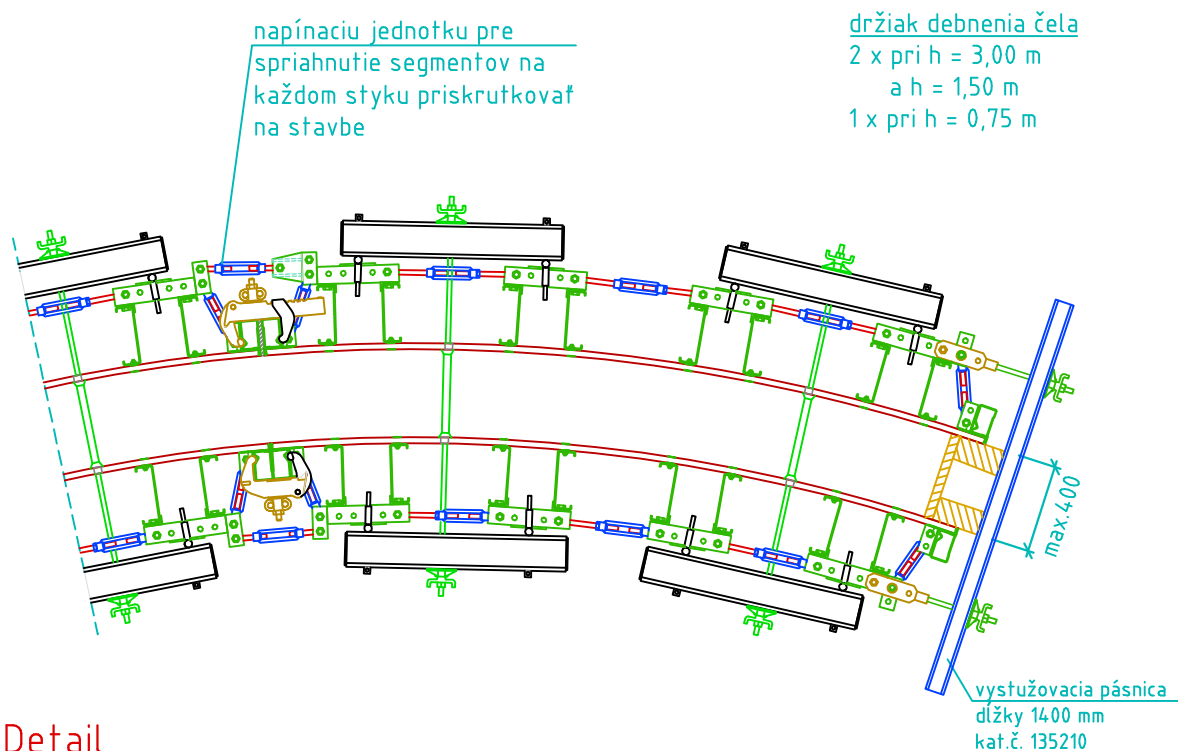 napínaciu jednotku pre
spriahnutie segmentov na
každom styku priskrutkovať
na stavbe
držiak debnenia čela
2 x pri h = 3,00 m
a h = 1,50 m
1 x pri h = 0,75 m
max.400
vystužovacia pásnica
dĺžky 1400 mm
kat.č. 135210
Detail